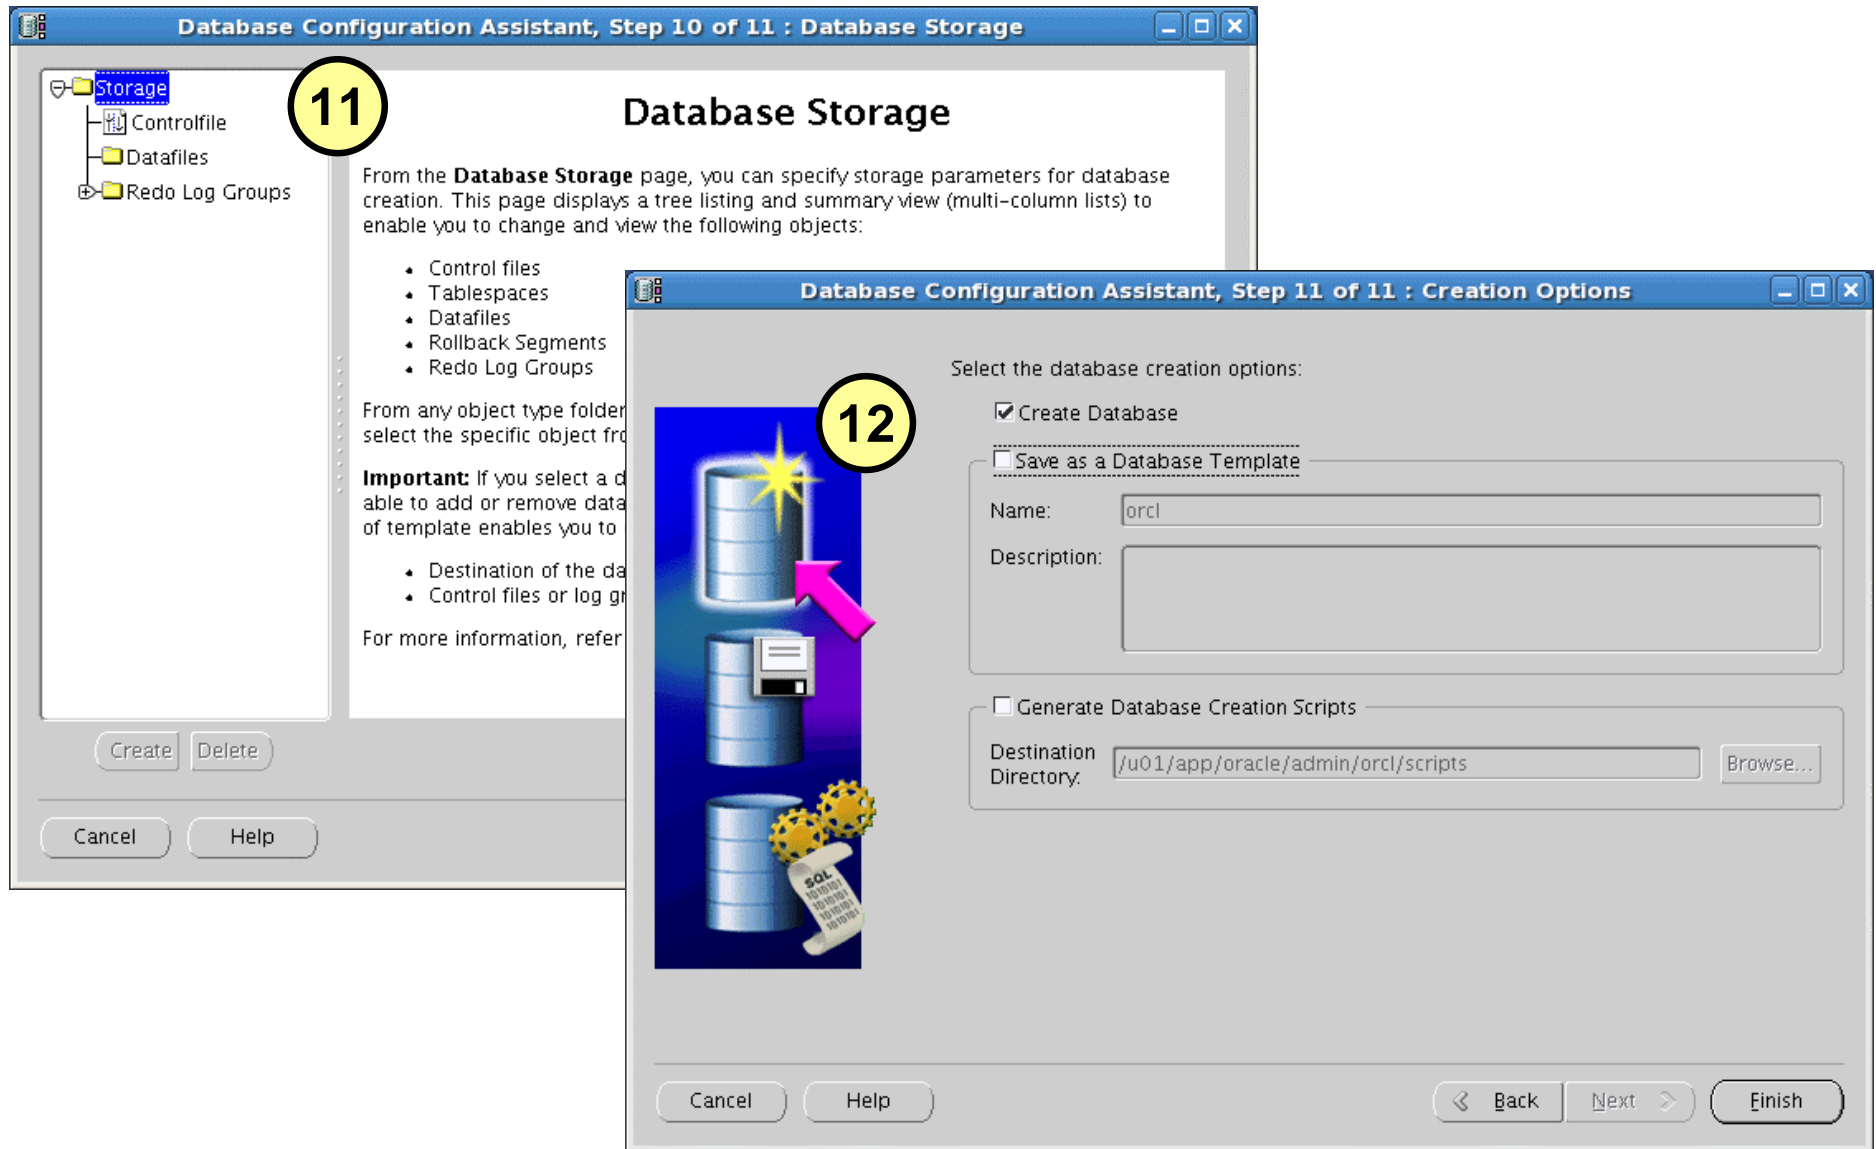 Database Configuration Assistant, Step 10 of 11 : Database Storage
11
Storage
Controlfile
Datafiles
Redo Log Groups
Database Storage
From the Database Storage page, you can specify storage parameters for database
creation. This page displays a tree listing and summary view (multi-column lists) to
enable you to change and view the following objects:
• Control files
• Tablespaces
• Datafiles
• Rollback Segments
• Redo Log Groups
From any object type folder
select the specific object fro
Important: If you select a d
able to add or remove data
of template enables you to
• Destination of the da
• Control files or log gr
For more information, refer
Create Delete
Cancel Help
Database Configuration Assistant, Step 11 of 11 : Creation Options
12
Select the database creation options:
Create Database
Save as a Database Template
Name: orcl
Description:
Generate Database Creation Scripts
Destination
Directory: /u01/app/oracle/admin/orcl/scripts Browse...
SQL
1010101
1010101
1010101
1010101
Cancel Help Back Next Finish